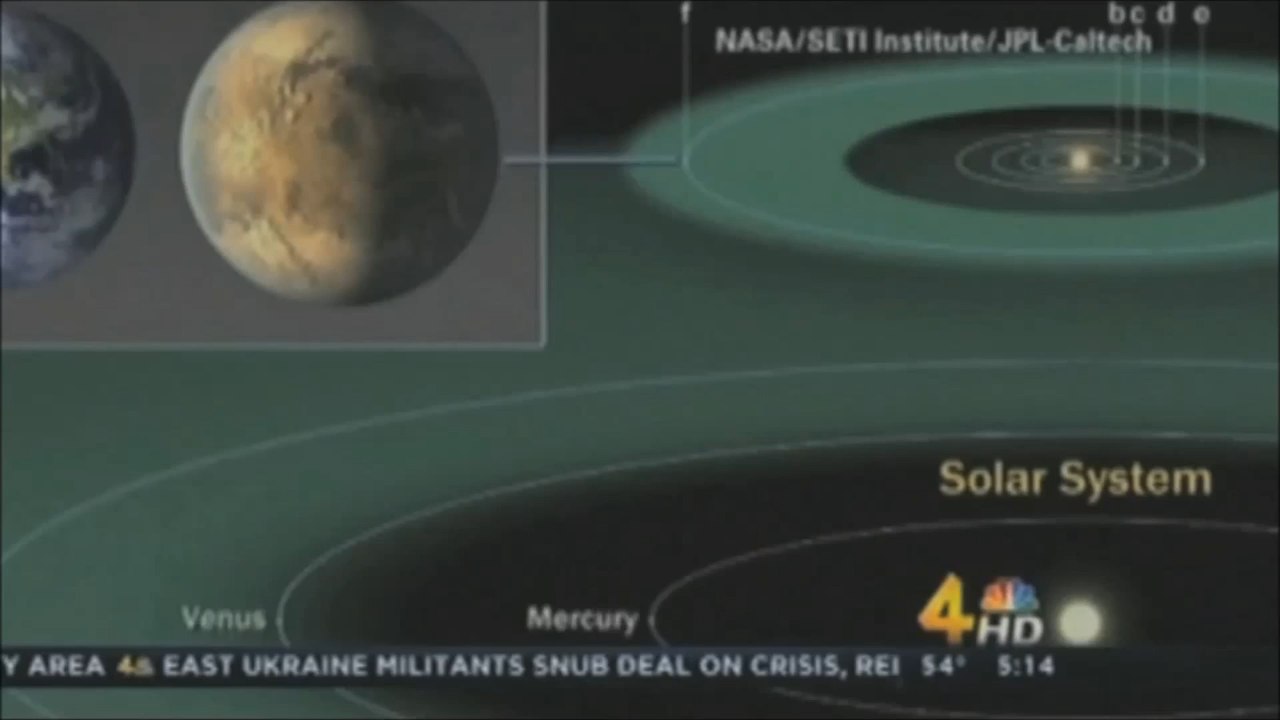 f
b c d e
NASA/SETI Institute/JPL-Caltech
Solar System
Venus
Mercury
4
HD
Y AREA 4 EAST UKRAINE MILITANTS SNUB DEAL ON CRISIS, REI 54° 5:14